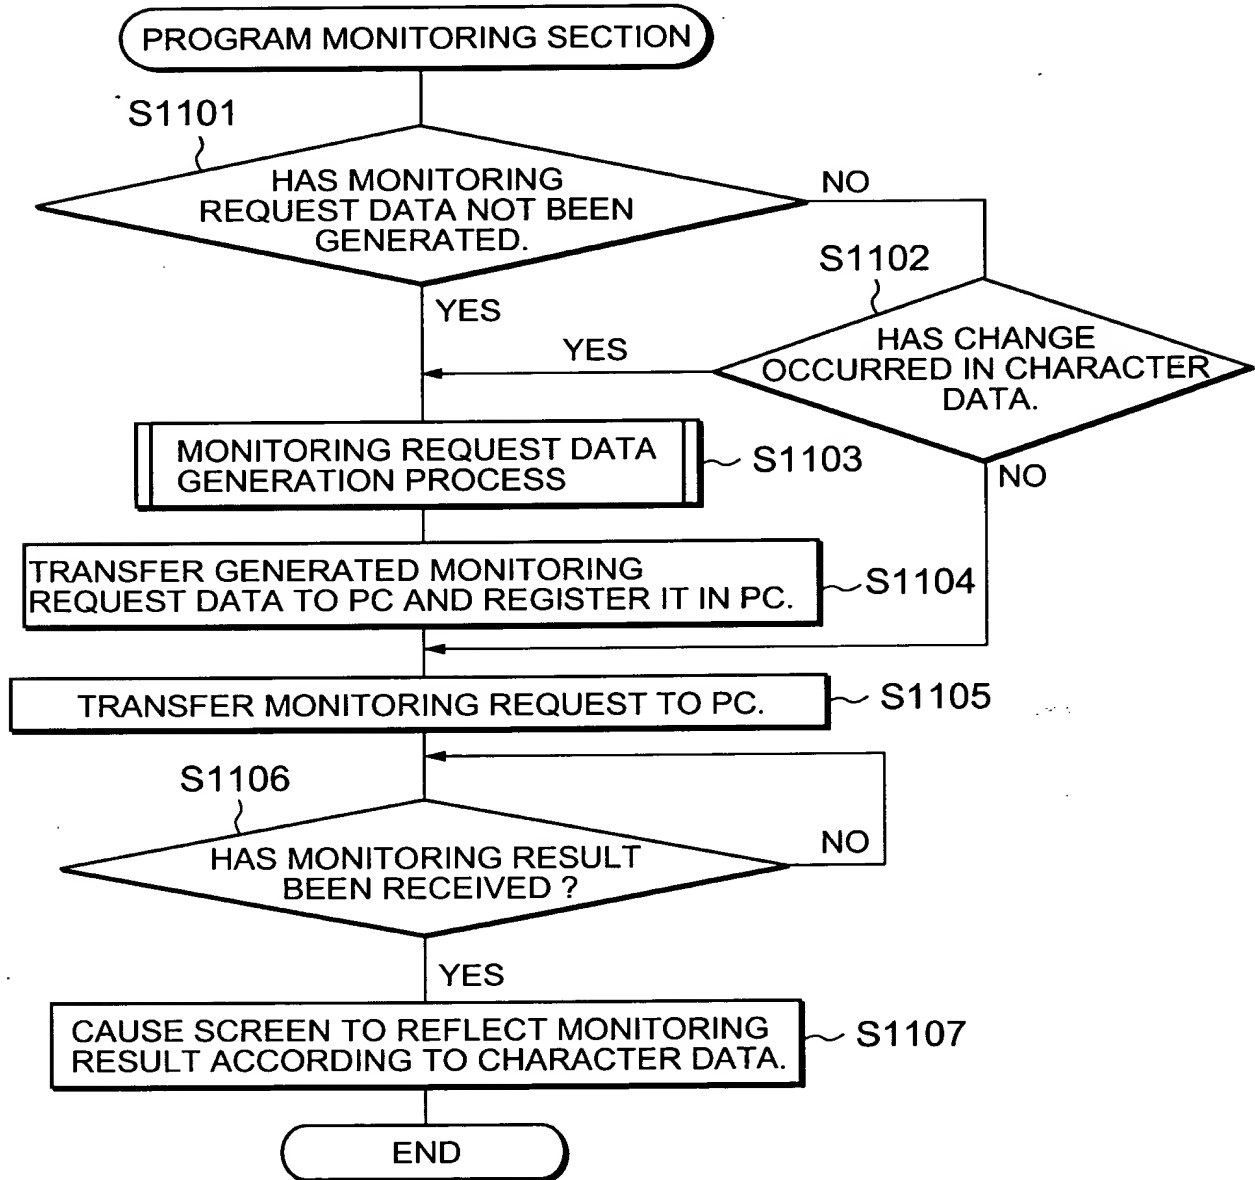 PROGRAM MONITORING SECTION
S1101
HAS MONITORING
REQUEST DATA NOT BEEN
GENERATED.
NO
YES
S1102
HAS CHANGE
OCCURRED IN CHARACTER
DATA.
YES
NO
MONITORING REQUEST DATA
GENERATION PROCESS
S1103
TRANSFER GENERATED MONITORING
REQUEST DATA TO PC AND REGISTER IT IN PC.
S1104
TRANSFER MONITORING REQUEST TO PC.
S1105
S1106
HAS MONITORING RESULT
BEEN RECEIVED ?
NO
YES
CAUSE SCREEN TO REFLECT MONITORING
RESULT ACCORDING TO CHARACTER DATA.
S1107
END